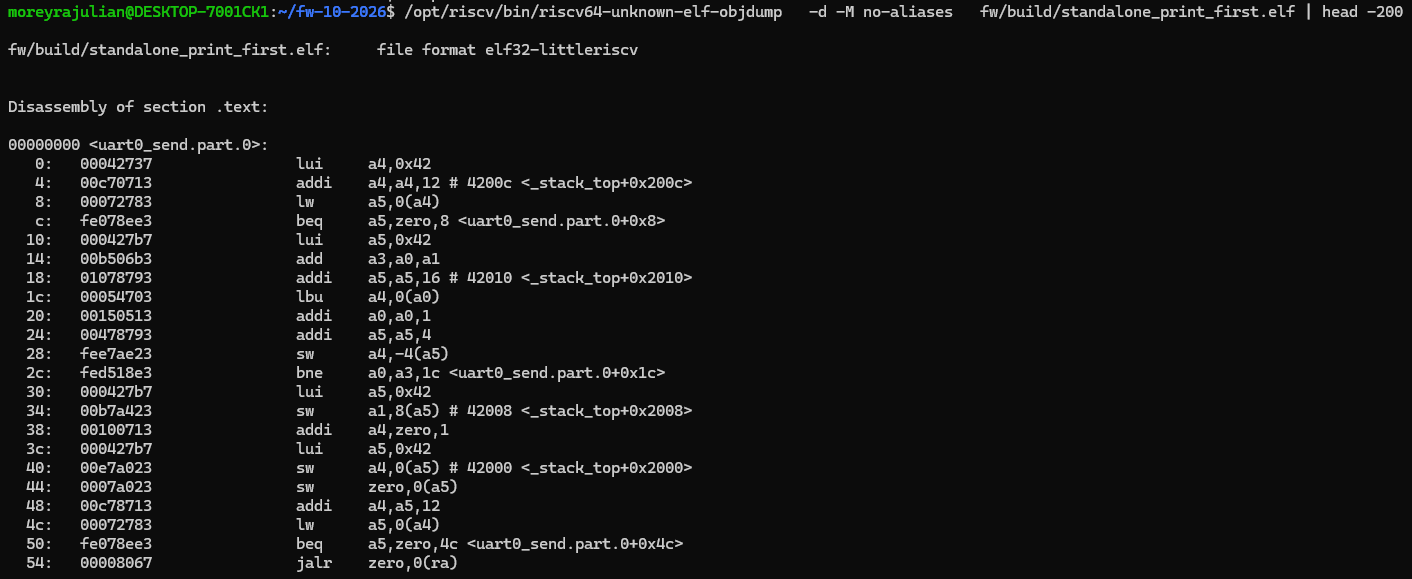 moreyrajulian@DESKTOP-7001CK1:~/fw-10-2026$ /opt/riscv/bin/riscv64-unknown-elf-objdump   -d -M no-aliases   fw/build/standalone_print_first.elf | head -200

fw/build/standalone_print_first.elf:     file format elf32-littleriscv


Disassembly of section .text:

00000000 <uart0_send.part.0>:
   0:   00042737                lui     a4,0x42
   4:   00c70713                addi    a4,a4,12 # 4200c <_stack_top+0x200c>
   8:   00072783                lw      a5,0(a4)
   c:   fe078ee3                beq     a5,zero,8 <uart0_send.part.0+0x8>
  10:   000427b7                lui     a5,0x42
  14:   00b506b3                add     a3,a0,a1
  18:   01078793                addi    a5,a5,16 # 42010 <_stack_top+0x2010>
  1c:   00054703                lbu     a4,0(a0)
  20:   00150513                addi    a0,a0,1
  24:   00478793                addi    a5,a5,4
  28:   fee7ae23                sw      a4,-4(a5)
  2c:   fed518e3                bne     a0,a3,1c <uart0_send.part.0+0x1c>
  30:   000427b7                lui     a5,0x42
  34:   00b7a423                sw      a1,8(a5) # 42008 <_stack_top+0x2008>
  38:   00100713                addi    a4,zero,1
  3c:   000427b7                lui     a5,0x42
  40:   00e7a023                sw      a4,0(a5) # 42000 <_stack_top+0x2000>
  44:   0007a023                sw      zero,0(a5)
  48:   00c78713                addi    a4,a5,12
  4c:   00072783                lw      a5,0(a4)
  50:   fe078ee3                beq     a5,zero,4c <uart0_send.part.0+0x4c>
  54:   00008067                jalr    zero,0(ra)